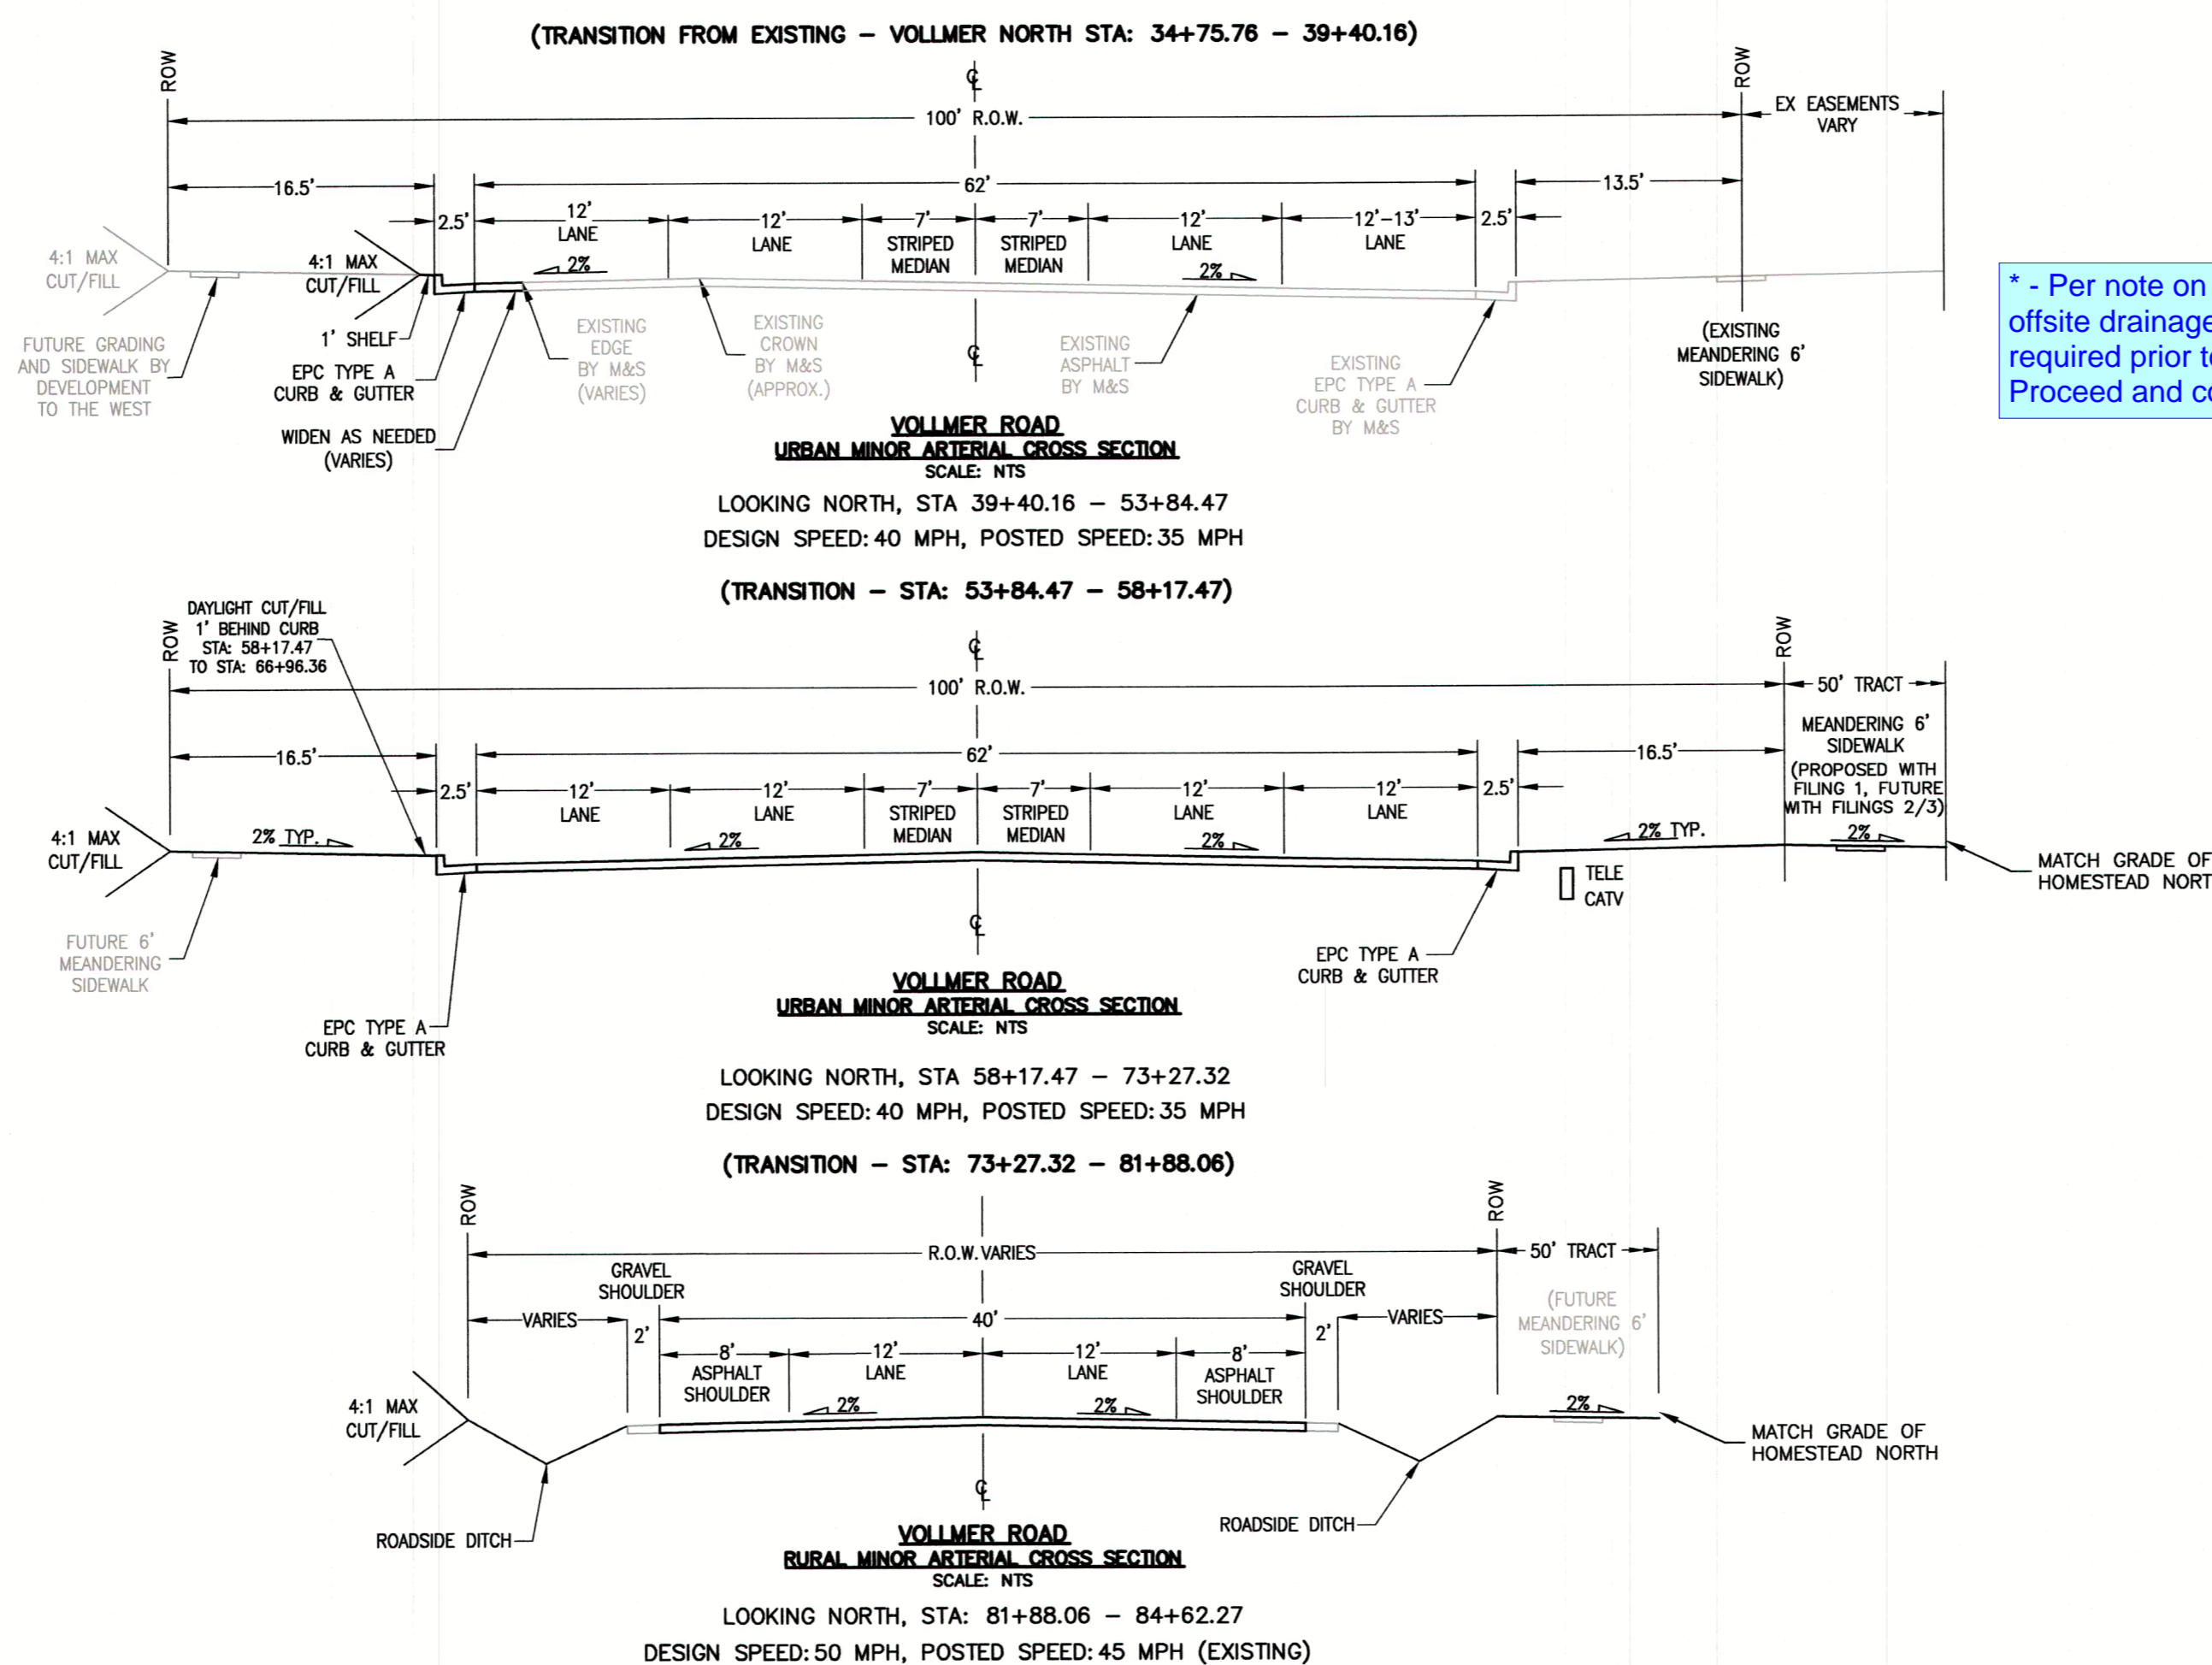 (TRANSITION FROM EXISTING – VOLLMER NORTH STA: 34+75.76 – 39+40.16)
ROW
℄
ROW
100' R.O.W.
EX EASEMENTS
VARY
16.5'
62'
13.5'
2.5'
12'
LANE
12'
LANE
7'
STRIPED
MEDIAN
7'
STRIPED
MEDIAN
12'
LANE
12'-13'
LANE
2.5'
4:1 MAX
CUT/FILL
4:1 MAX
CUT/FILL
2%
2%
FUTURE GRADING
AND SIDEWALK BY
DEVELOPMENT
TO THE WEST
1' SHELF
EPC TYPE A
CURB & GUTTER
WIDEN AS NEEDED
(VARIES)
EXISTING
EDGE
BY M&S
(VARIES)
EXISTING
CROWN
BY M&S
(APPROX.)
℄
EXISTING
ASPHALT
BY M&S
EXISTING
EPC TYPE A
CURB & GUTTER
BY M&S
(EXISTING
MEANDERING 6'
SIDEWALK)
* - Per note on
offsite drainage
required prior t
Proceed and c
VOLLMER ROAD
URBAN MINOR ARTERIAL CROSS SECTION
SCALE: NTS
LOOKING NORTH, STA 39+40.16 – 53+84.47
DESIGN SPEED: 40 MPH, POSTED SPEED: 35 MPH
(TRANSITION – STA: 53+84.47 – 58+17.47)
DAYLIGHT CUT/FILL
1' BEHIND CURB
STA: 58+17.47
TO STA: 66+96.36
ROW
℄
ROW
100' R.O.W.
50' TRACT
MEANDERING 6'
SIDEWALK
(PROPOSED WITH
FILING 1, FUTURE
WITH FILINGS 2/3)
16.5'
62'
16.5'
2.5'
12'
LANE
12'
LANE
7'
STRIPED
MEDIAN
7'
STRIPED
MEDIAN
12'
LANE
12'
LANE
2.5'
4:1 MAX
CUT/FILL
2% TYP.
2%
2%
2% TYP.
2%
TELE
CATV
MATCH GRADE OF
HOMESTEAD NORT
FUTURE 6'
MEANDERING
SIDEWALK
℄
EPC TYPE A
CURB & GUTTER
EPC TYPE A
CURB & GUTTER
VOLLMER ROAD
URBAN MINOR ARTERIAL CROSS SECTION
SCALE: NTS
LOOKING NORTH, STA 58+17.47 – 73+27.32
DESIGN SPEED: 40 MPH, POSTED SPEED: 35 MPH
(TRANSITION – STA: 73+27.32 – 81+88.06)
ROW
ROW
R.O.W. VARIES
50' TRACT
GRAVEL
SHOULDER
GRAVEL
SHOULDER
VARIES
2'
40'
2'
VARIES
(FUTURE
MEANDERING 6'
SIDEWALK)
8'
ASPHALT
SHOULDER
12'
LANE
12'
LANE
8'
ASPHALT
SHOULDER
4:1 MAX
CUT/FILL
2%
2%
2%
MATCH GRADE OF
HOMESTEAD NORTH
℄
ROADSIDE DITCH
ROADSIDE DITCH
VOLLMER ROAD
RURAL MINOR ARTERIAL CROSS SECTION
SCALE: NTS
LOOKING NORTH, STA: 81+88.06 – 84+62.27
DESIGN SPEED: 50 MPH, POSTED SPEED: 45 MPH (EXISTING)